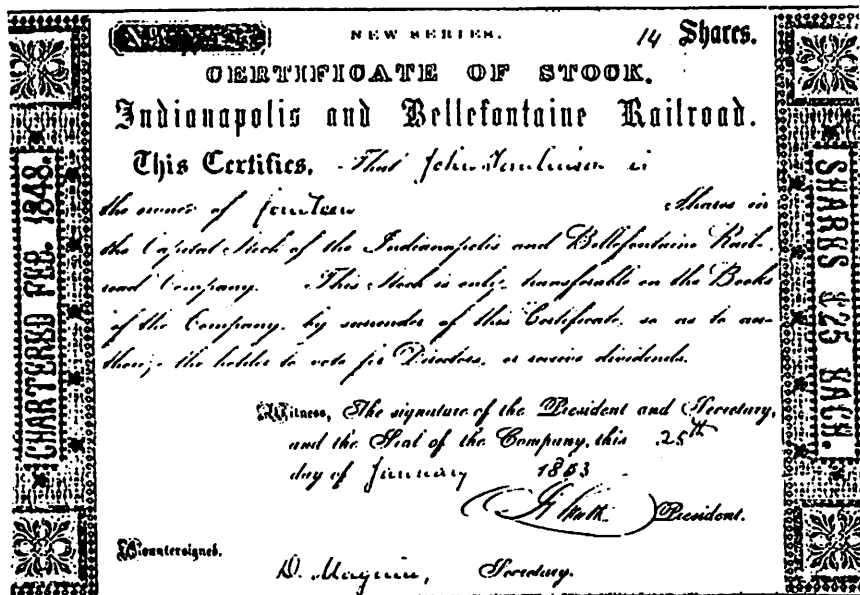 NEW SERIES.
14 Shares.
CERTIFICATE OF STOCK.
Indianapolis and Bellefontaine Railroad.
This Certifies, That John Tomlinson is
the owner of fourteen Shares in
the Capital Stock of the Indianapolis and Bellefontaine Rail-
road Company. This Stock is only transferable on the Books
of the Company, by surrender of this Certificate, so as to au-
thorize the holder to vote for Directors, or receive dividends.
Witness, The signature of the President and Secretary,
and the Seal of the Company, this 25th
day of January 1853
President.
Countersigned.
D. Maguire, Secretary.
CHARTERED FEB. 1848.
SHARES $25 EACH.